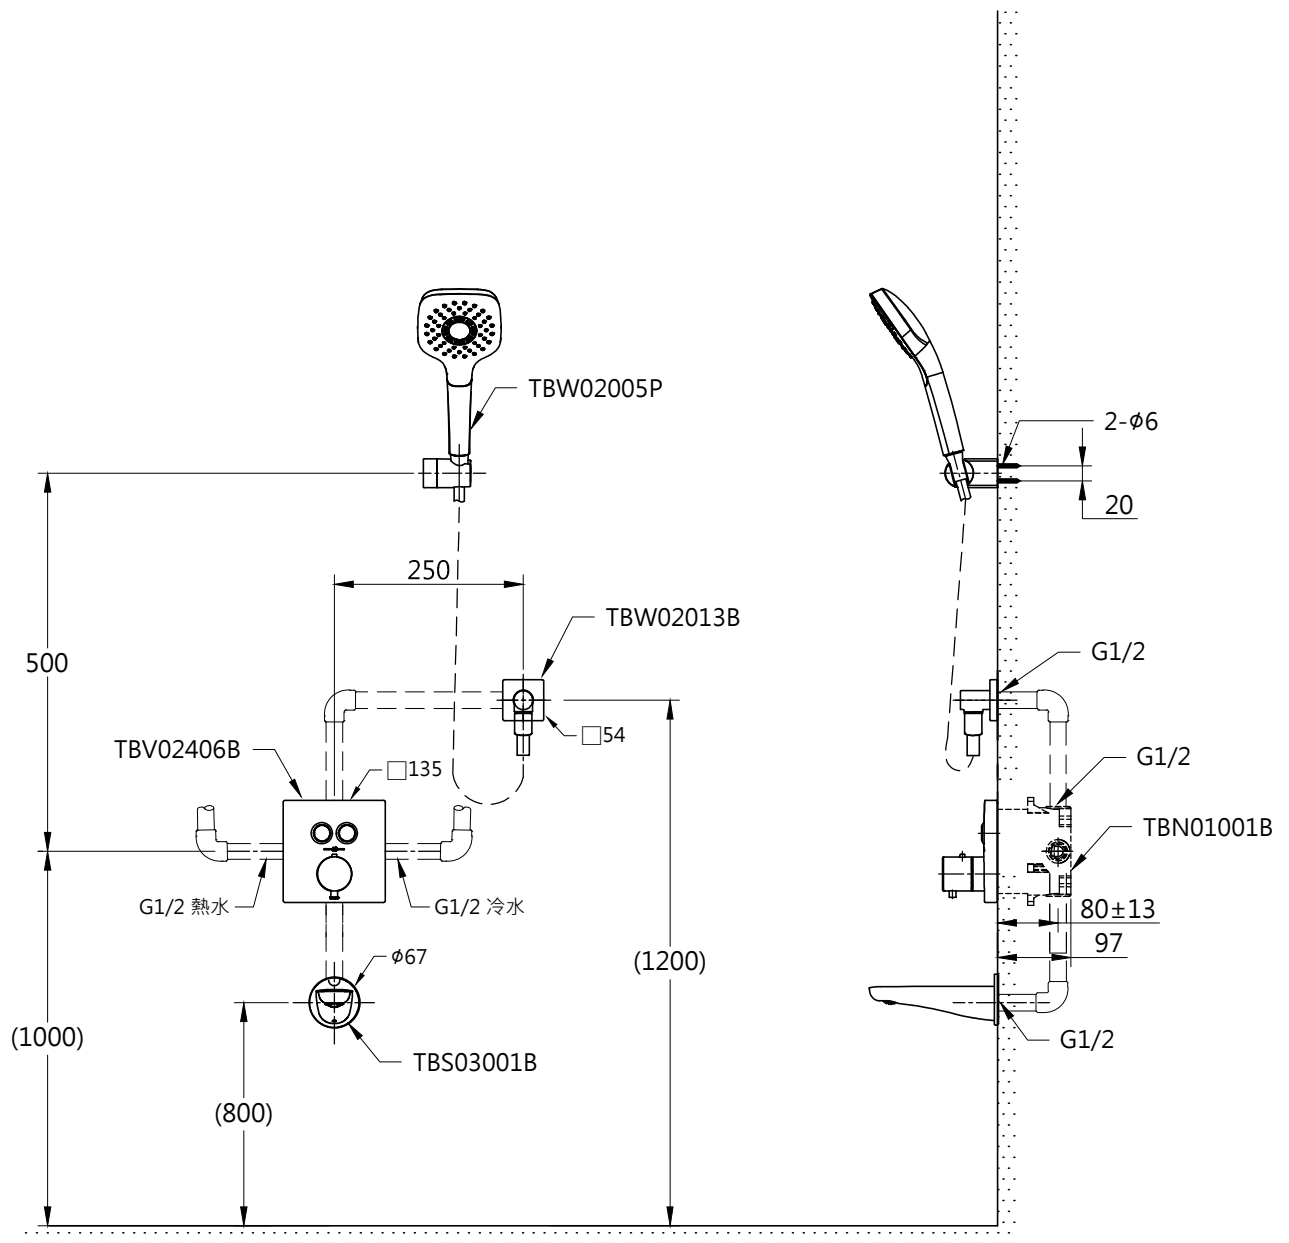 TBW02005P
2-φ6
20
250
TBW02013B
500
G1/2
□54
TBV02406B
□135
G1/2
TBN01001B
G1/2 熱水
G1/2 冷水
80±13
97
φ67
(1200)
(1000)
G1/2
TBS03001B
(800)